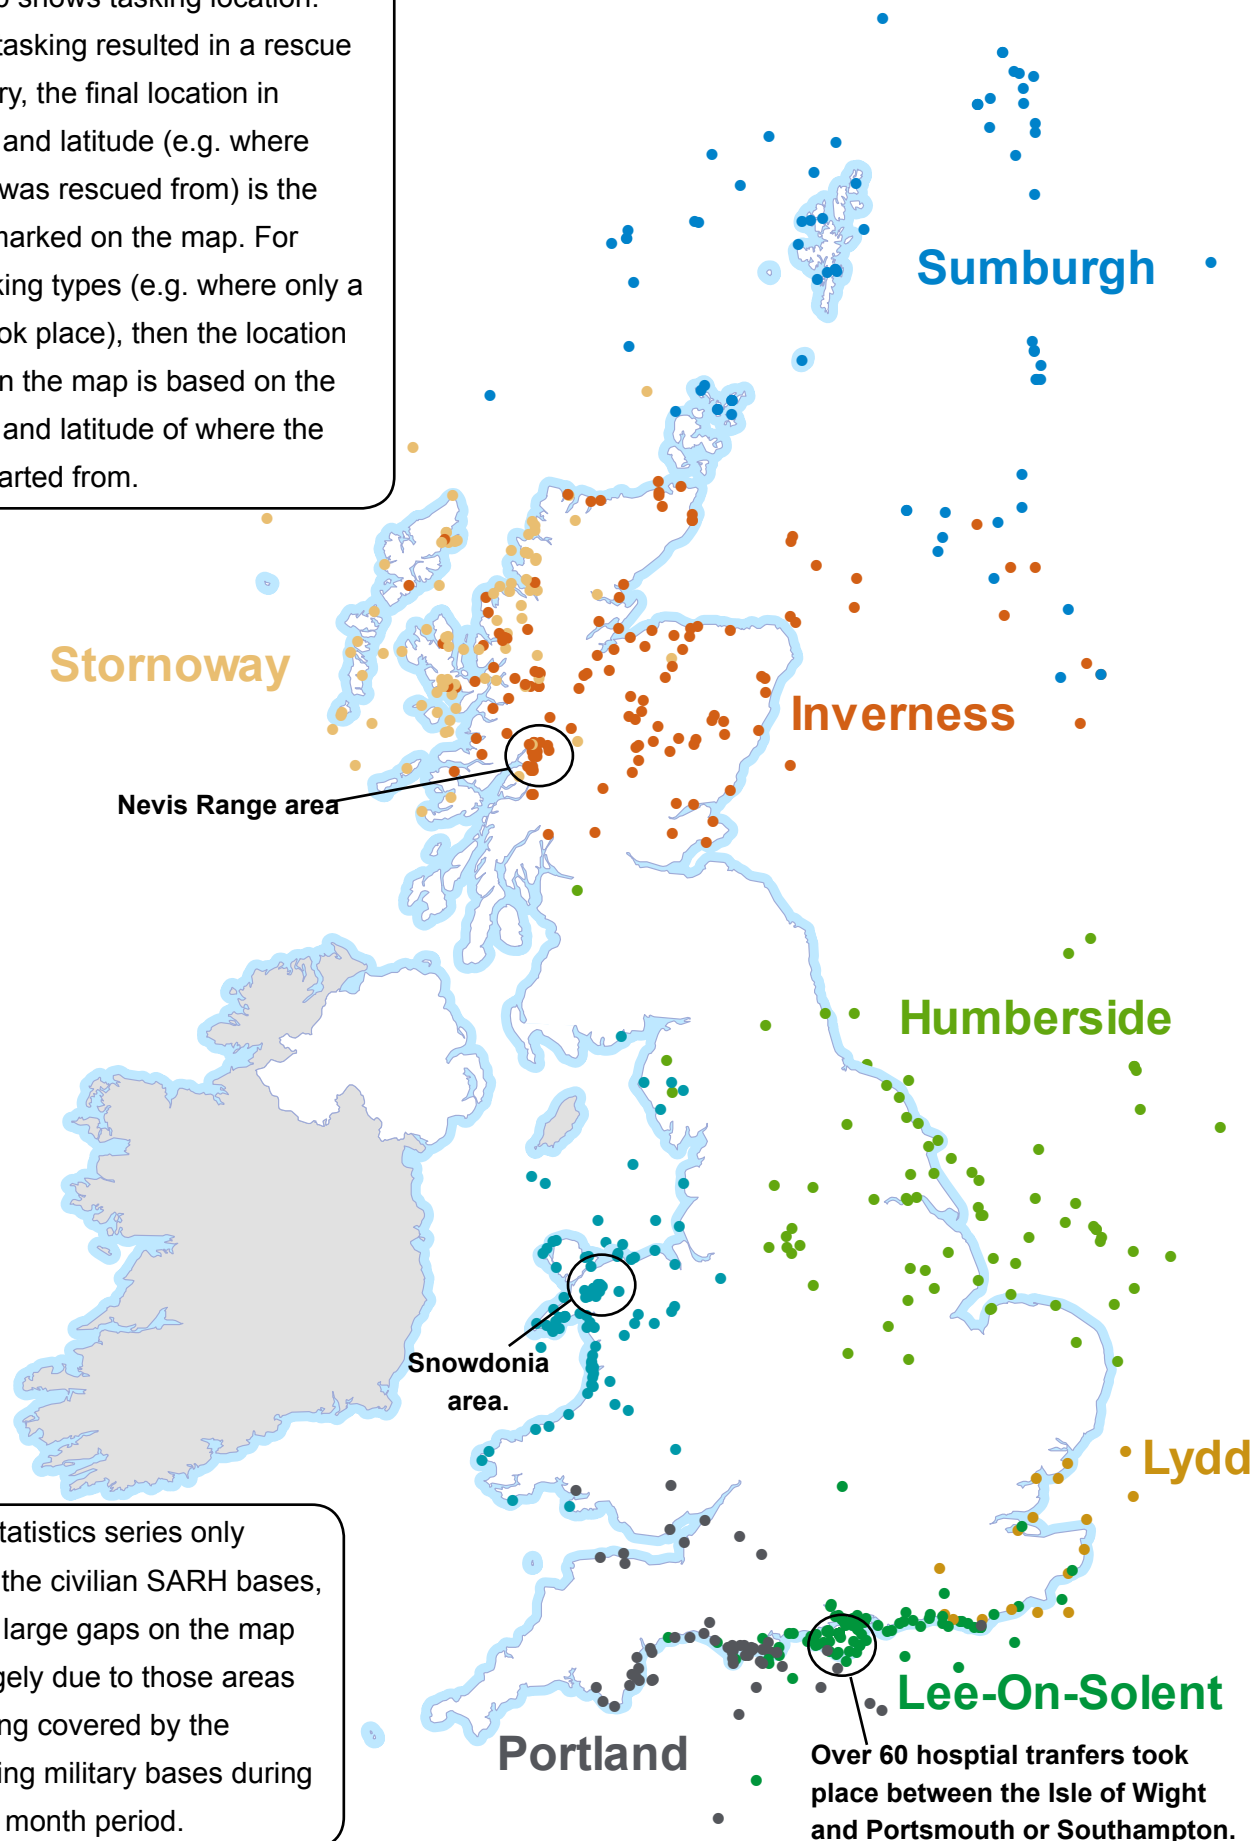 shows tasking location.
tasking resulted in a rescue
ry, the final location in
and latitude (e.g. where
was rescued from) is the
marked on the map. For
king types (e.g. where only a
ok place), then the location
n the map is based on the
and latitude of where the
arted from.
Sumburgh
Stornoway
Inverness
Nevis Range area
Humberside
Snowdonia
area.
Lydd
tatistics series only
the civilian SARH bases,
large gaps on the map
gely due to those areas
ng covered by the
ing military bases during
month period.
Lee-On-Solent
Portland
Over 60 hosptial tranfers took
place between the Isle of Wight
and Portsmouth or Southampton.